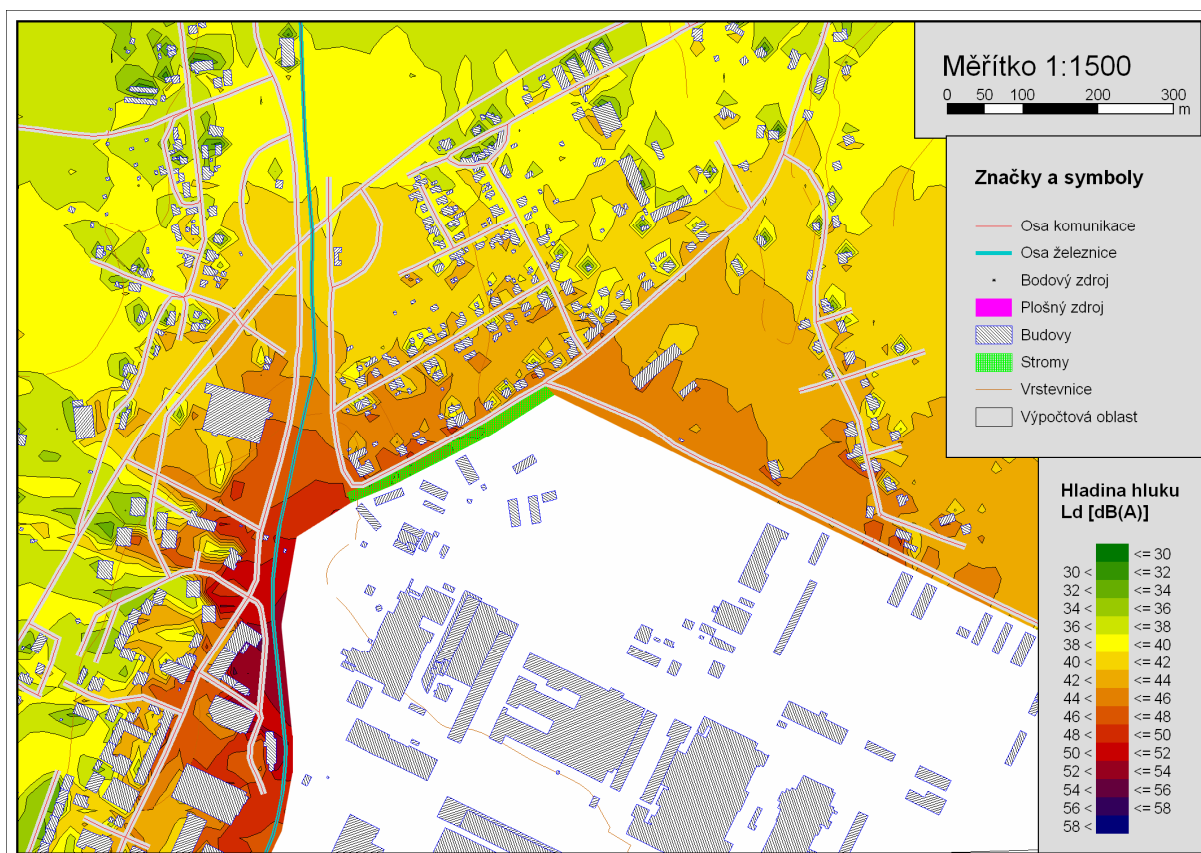 Měřítko 1:1500
0 50 100 200 300
m
Značky a symboly
Osa komunikace
Osa železnice
Bodový zdroj
Plošný zdroj
Budovy
Stromy
Vrstevnice
Výpočtová oblast
Hladina hluku
Ld [dB(A)]
<= 30
30 < <= 32
32 < <= 34
34 < <= 36
36 < <= 38
38 < <= 40
40 < <= 42
42 < <= 44
44 < <= 46
46 < <= 48
48 < <= 50
50 < <= 52
52 < <= 54
54 < <= 56
56 < <= 58
58 <